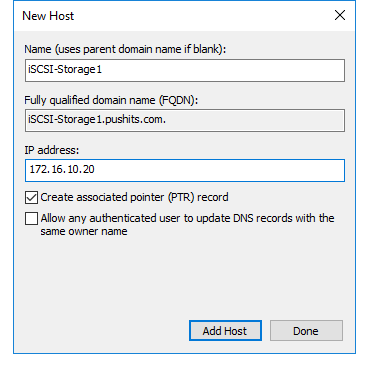 New Host
Name (uses parent domain name if blank):
iSCSI-Storage1
Fully qualified domain name (FQDN):
iSCSI-Storage1.pushits.com.
IP address:
172.16.10.20
Create associated pointer (PTR) record
Allow any authenticated user to update DNS records with the
same owner name
Add Host
Done